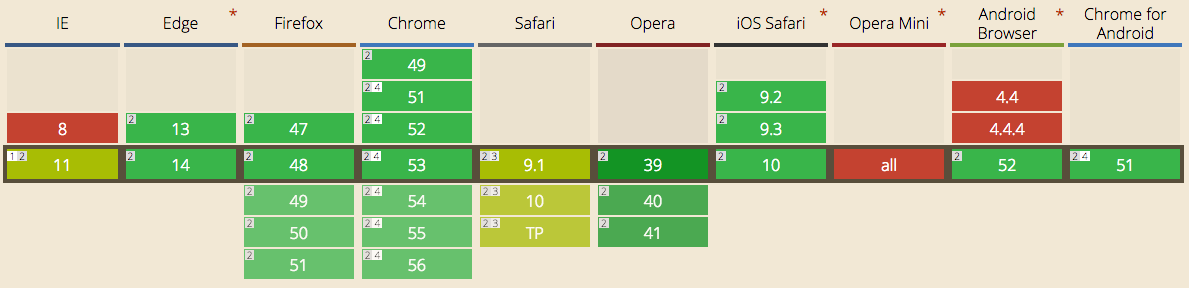 IE Edge * Firefox Chrome Safari Opera iOS Safari * Opera Mini * Android Browser * Chrome for Android
2 49
2 4 51 2 9.2 4.4
8 2 13 2 47 2 4 52 2 9.3 4.4.4
1 2 11 2 14 2 48 2 4 53 2 3 9.1 2 39 2 10 all 2 52 2 4 51
2 49 2 4 54 2 3 10 2 40
2 50 2 4 55 2 3 TP 2 41
2 51 2 4 56